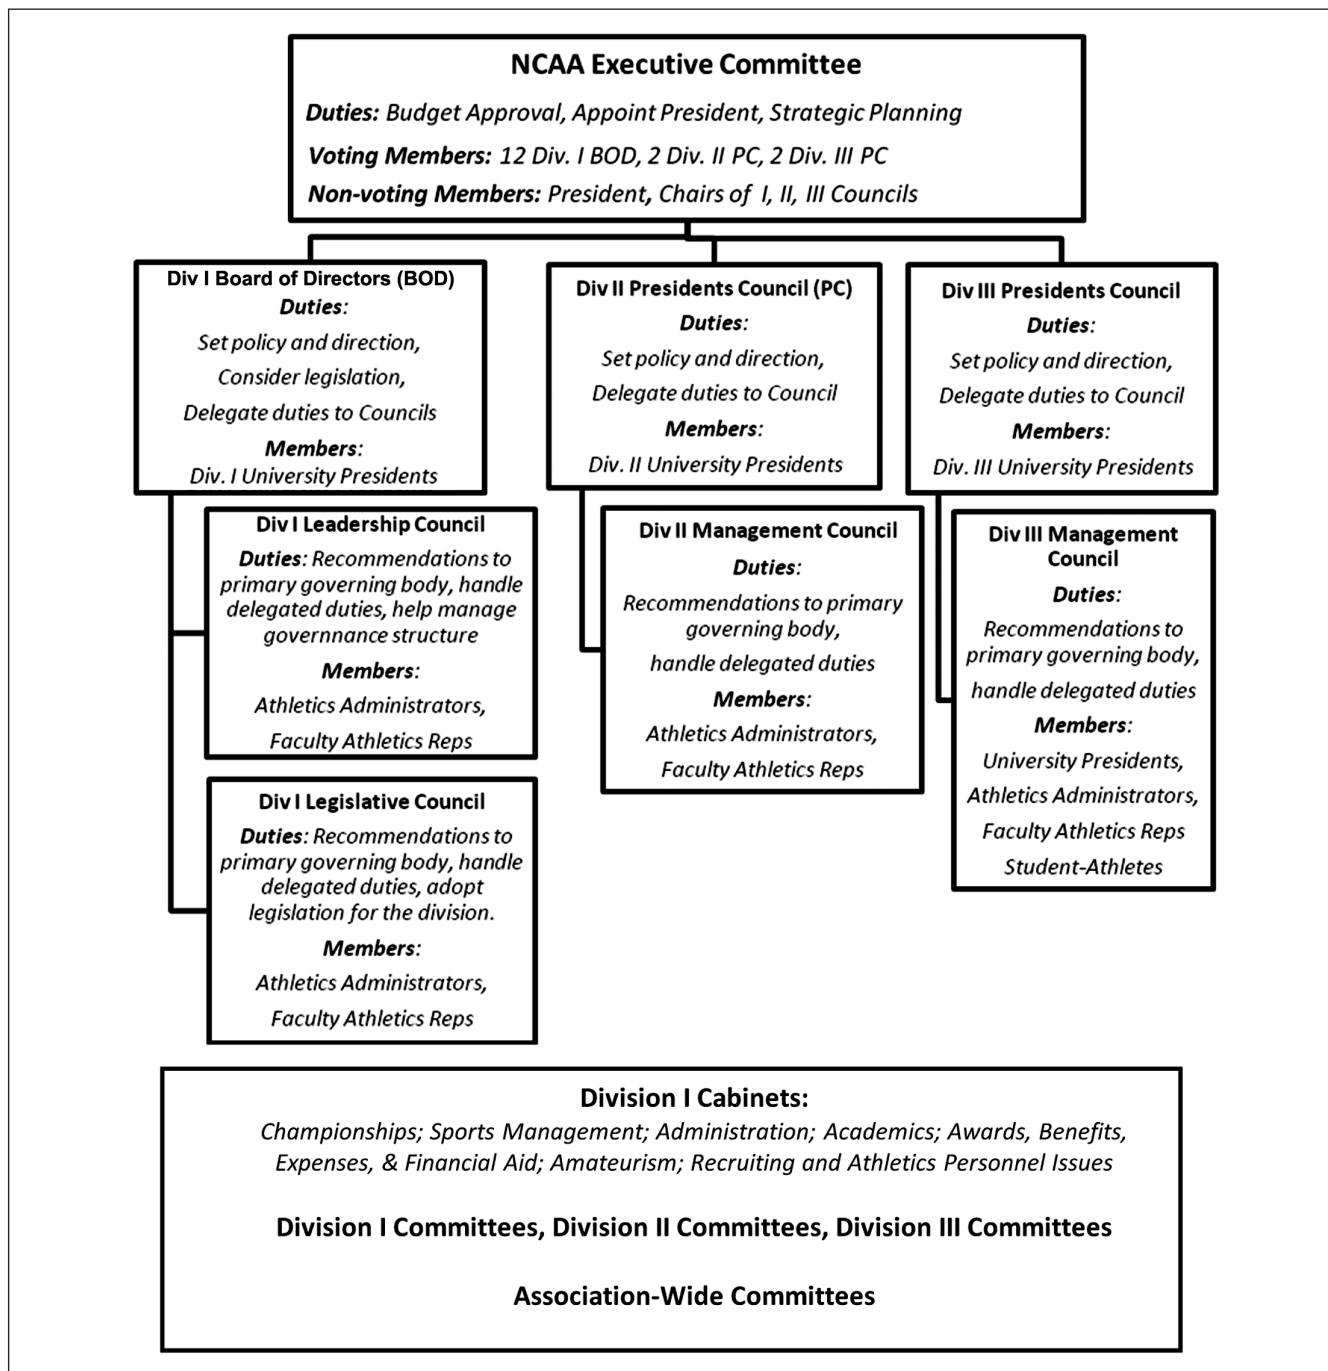 NCAA Executive Committee
Duties: Budget Approval, Appoint President, Strategic Planning
Voting Members: 12 Div. I BOD, 2 Div. II PC, 2 Div. III PC
Non-voting Members: President, Chairs of I, II, III Councils
Div I Board of Directors (BOD)
Duties:
Set policy and direction,
Consider legislation,
Delegate duties to Councils
Members:
Div. I University Presidents
Div II Presidents Council (PC)
Duties:
Set policy and direction,
Delegate duties to Council
Members:
Div. II University Presidents
Div III Presidents Council
Duties:
Set policy and direction,
Delegate duties to Council
Members:
Div. III University Presidents
Div I Leadership Council
Duties: Recommendations to
primary governing body, handle
delegated duties, help manage
governnance structure
Members:
Athletics Administrators,
Faculty Athletics Reps
Div II Management Council
Duties:
Recommendations to primary
governing body,
handle delegated duties
Members:
Athletics Administrators,
Faculty Athletics Reps
Div III Management
Council
Duties:
Recommendations to
primary governing body,
handle delegated duties
Members:
University Presidents,
Athletics Administrators,
Faculty Athletics Reps
Student-Athletes
Div I Legislative Council
Duties: Recommendations to
primary governing body, handle
delegated duties, adopt
legislation for the division.
Members:
Athletics Administrators,
Faculty Athletics Reps
Division I Cabinets:
Championships; Sports Management; Administration; Academics; Awards, Benefits,
Expenses, & Financial Aid; Amateurism; Recruiting and Athletics Personnel Issues
Division I Committees, Division II Committees, Division III Committees
Association-Wide Committees